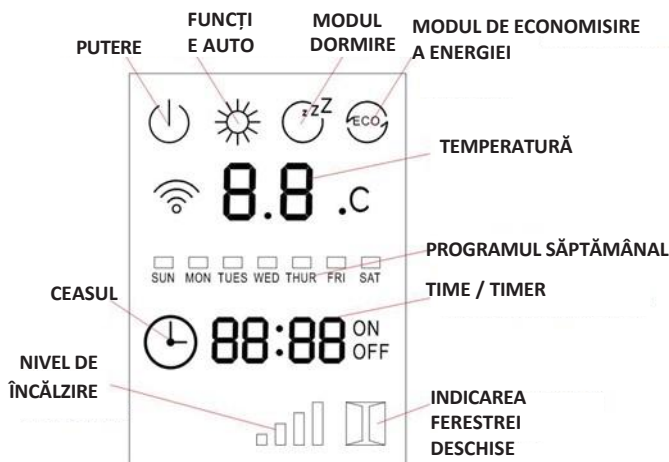 FUNCȚI
E AUTO
MODUL
DORMIRE
MODUL DE ECONOMISIRE
A ENERGIEI
PUTERE
zzZ
ECO
TEMPERATURĂ
8.8 .C
PROGRAMUL SĂPTĂMÂNAL
SUN MON TUES WED THUR FRI SAT
CEASUL
TIME / TIMER
88:88 ON
OFF
NIVEL DE
ÎNCĂLZIRE
INDICAREA
FERESTREI
DESCHISE